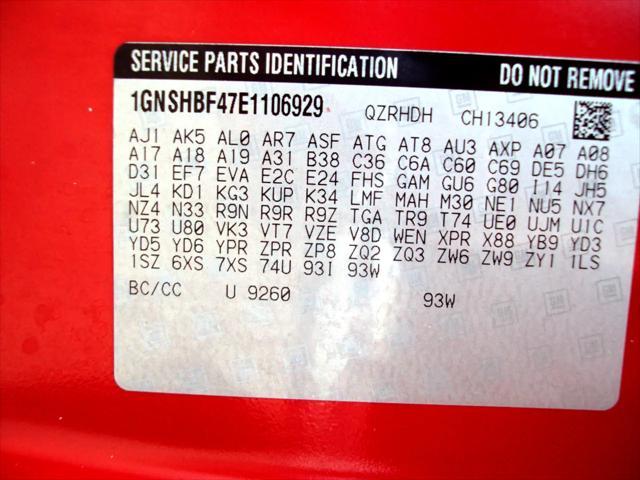 SERVICE PARTS IDENTIFICATION DO NOT REMOVE
1GNSHBF47E1106929 QZRHDH CH13406
AJ1 AK5 AL0 AR7 ASF ATG AT8 AU3 AXP A07 A08
A17 A18 A19 A31 B38 C36 C6A C60 C69 DE5 DH6
D31 EF7 EVA E2C E24 FHS GAM GU6 G80 I14 JH5
JL4 KD1 KG3 KUP K34 LMF MAH M30 NE1 NU5 NX7
NZ4 N33 R9N R9R R9Z TGA TR9 T74 UE0 UJM U1C
U73 U80 VK3 VT7 VZE V8D WEN XPR X88 YB9 YD3
YD5 YD6 YPR ZPR ZP8 ZQ2 ZQ3 ZW6 ZW9 ZY1 1LS
1SZ 6XS 7XS 74U 93I 93W
BC/CC U 9260 93W